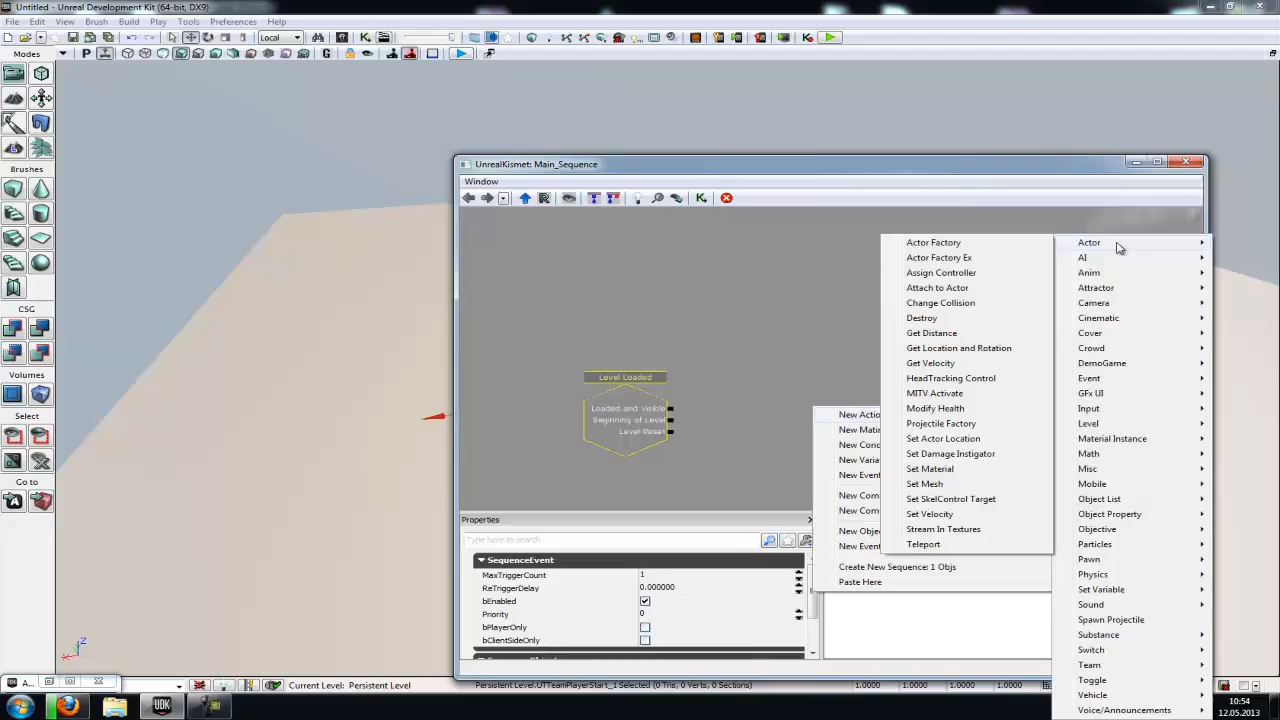 Untitled - Unreal Development Kit (64-bit, DX9)
File Edit View Brush Build Play Tools Preferences Help
Local
Modes
P
G
Brushes
CSG
Volumes
Select
Go to
UnrealKismet: Main_Sequence
Window
Level Loaded
Loaded and Visible
Beginning of Level
Level Reset
Properties
Type here to search
SequenceEvent
MaxTriggerCount 1
ReTriggerDelay 0.000000
bEnabled
Priority 0
bPlayerOnly
bClientSideOnly
New Actio
New Mati
New Cond
New Varia
New Event
New Com
New Com
New Obje
New Event
Create New Sequence: 1 Objs
Paste Here
Actor Factory
Actor Factory Ex
Assign Controller
Attach to Actor
Change Collision
Destroy
Get Distance
Get Location and Rotation
Get Velocity
HeadTracking Control
MITV Activate
Modify Health
Projectile Factory
Set Actor Location
Set Damage Instigator
Set Material
Set Mesh
Set SkelControl Target
Set Velocity
Stream In Textures
Teleport
Actor
AI
Anim
Attractor
Camera
Cinematic
Cover
Crowd
DemoGame
Event
GFx UI
Input
Level
Material Instance
Math
Misc
Mobile
Object List
Object Property
Objective
Particles
Pawn
Physics
Set Variable
Sound
Spawn Projectile
Substance
Switch
Team
Toggle
Vehicle
Voice/Announcements
Z
X
A...
Current Level: Persistent Level
Persistent Level.UTTeamPlayerStart_1 Selected (0 Tris, 0 Verts, 0 Sections)
1.0000 1.0000 1.0000 1.0000
UDK
10:54
12.05.2013